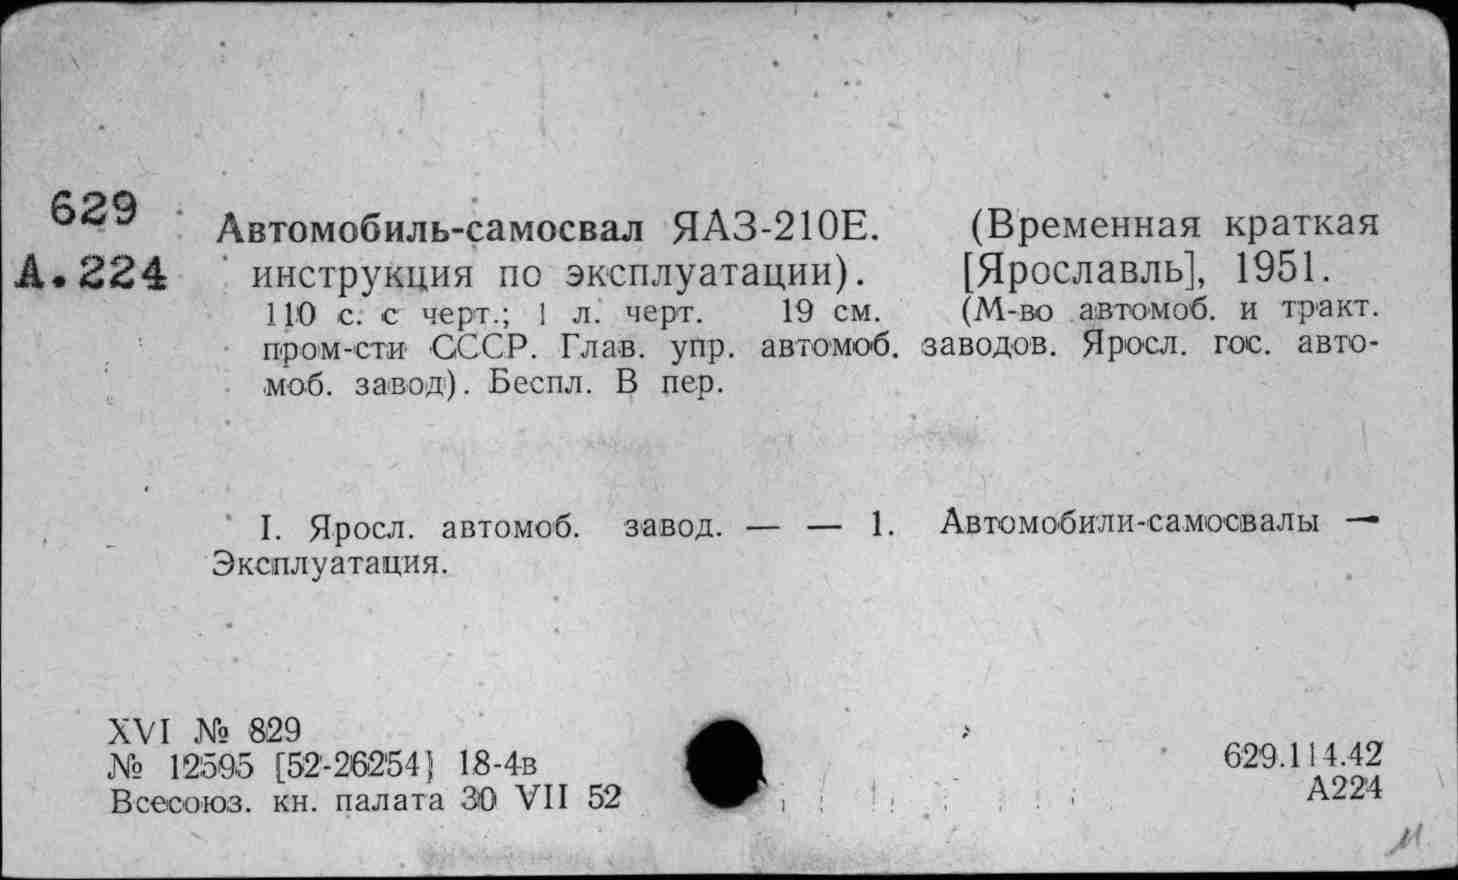 629
А.224
Автомобиль-самосвал ЯАЗ-210Е. (Временная краткая
инструкция по эксплуатации). [Ярославль], 1951.
110 с. с черт.; 1 л. черт. 19 см. (М-во автомоб. и тракт.
пром-сти СССР. Глав. упр. автомоб. заводов. Яросл. гос. авто-
моб. завод). Беспл. В пер.
I. Яросл. автомоб. завод. — — 1. Автомобили-самосвалы —
Эксплуатация.
XVI № 829
№ 12595 [52-26254] 18-4в
Всесоюз. кн. палата 30 VII 52
629.114.42
А224
И